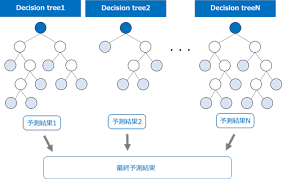 Decision tree1
Decision tree2
Decision treeN
・・・
予測結果1
予測結果2
予測結果N
最終予測結果